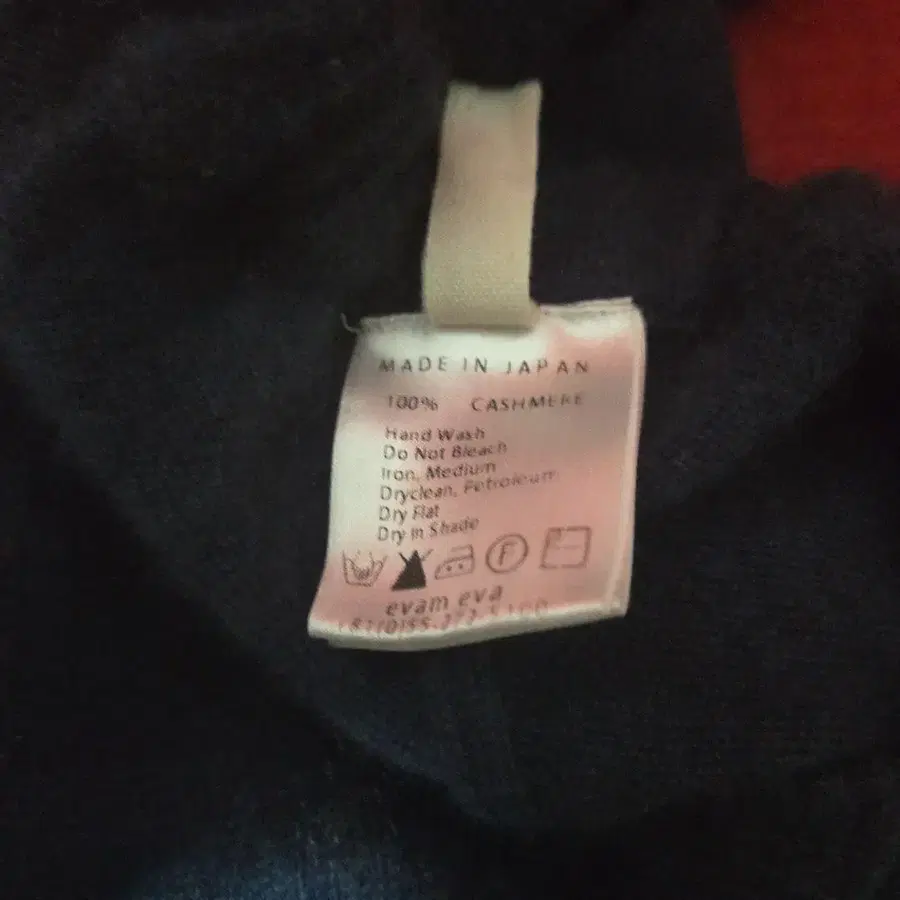 MADE IN JAPAN
100% CASHMERE
Hand Wash
Do Not Bleach
Iron, Medium
Dryclean, Petroleum
Dry Flat
Dry in Shade
F
evam eva